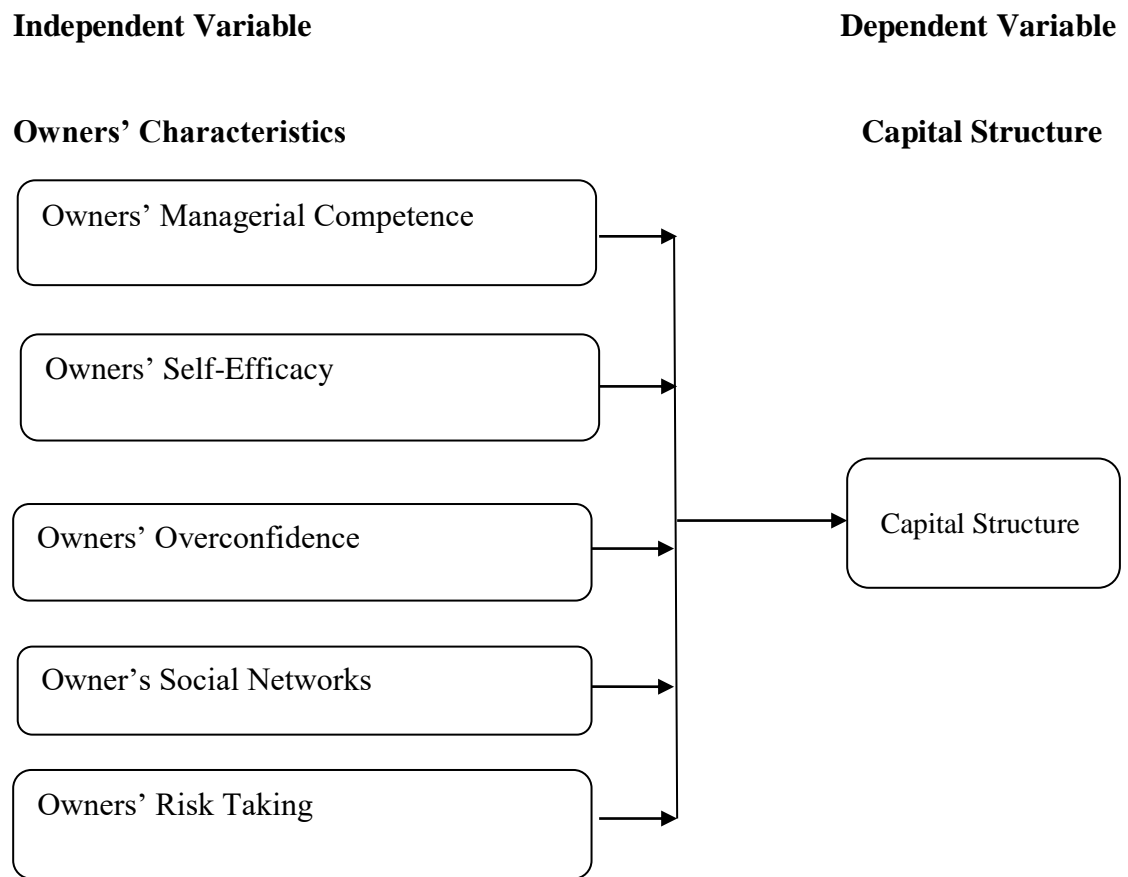 Independent Variable
Dependent Variable
Owners’ Characteristics
Capital Structure
Owners’ Managerial Competence
Owners’ Self-Efficacy
Owners’ Overconfidence
Capital Structure
Owner’s Social Networks
Owners’ Risk Taking